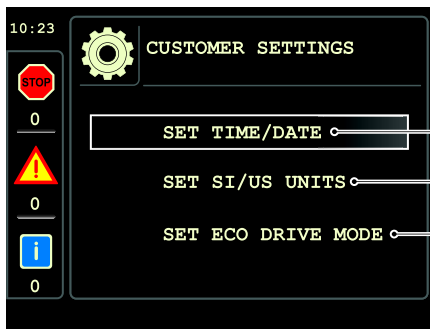 10:23
CUSTOMER SETTINGS
STOP
0
SET TIME/DATE
0
SET SI/US UNITS
i
SET ECO DRIVE MODE
0